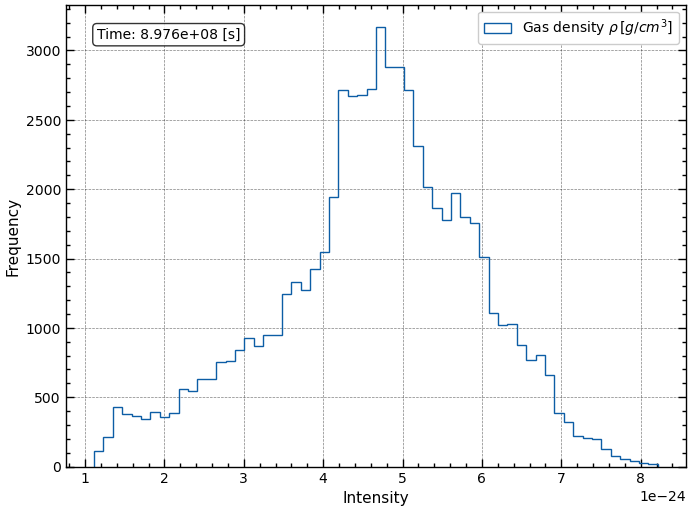 Time: 8.976e+08 [s]
Gas density ρ [g/cm³]
Frequency
3000
2500
2000
1500
1000
500
0
1 2 3 4 5 6 7 8
1e−24
Intensity